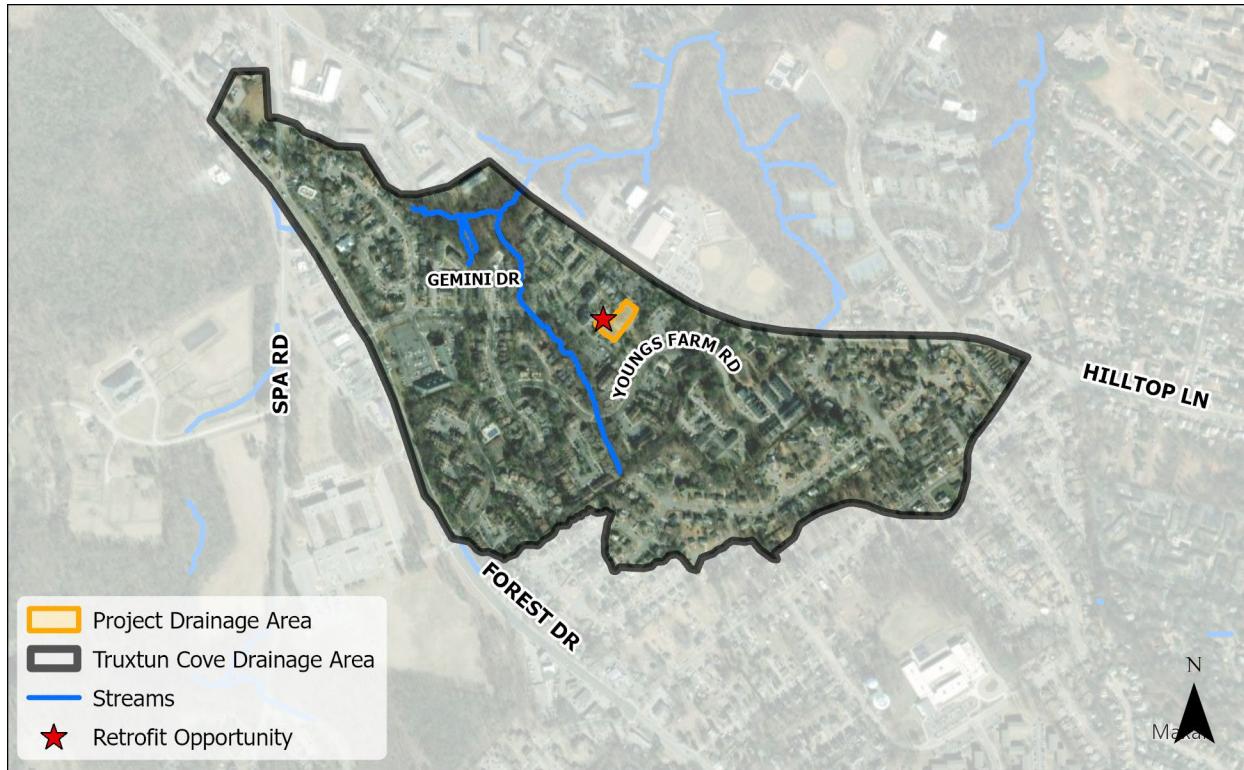 GEMINI DR
SPA RD
YOUNGS FARM RD
HILLTOP LN
FOREST DR
Project Drainage Area
Truxtun Cove Drainage Area
Streams
Retrofit Opportunity
N